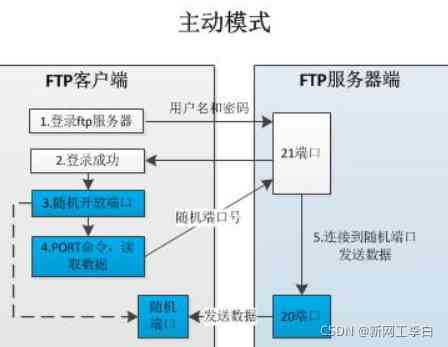 主动模式
FTP客户端
FTP服务器端
1.登录ftp服务器
用户名和密码
21端口
2.登录成功
3.随机开放端口
随机端口号
4.PORT命令，读
取数据
5.连接到随机端口
发送数据
随机
端口
发送数据
20端口
CSDN @新网工李白